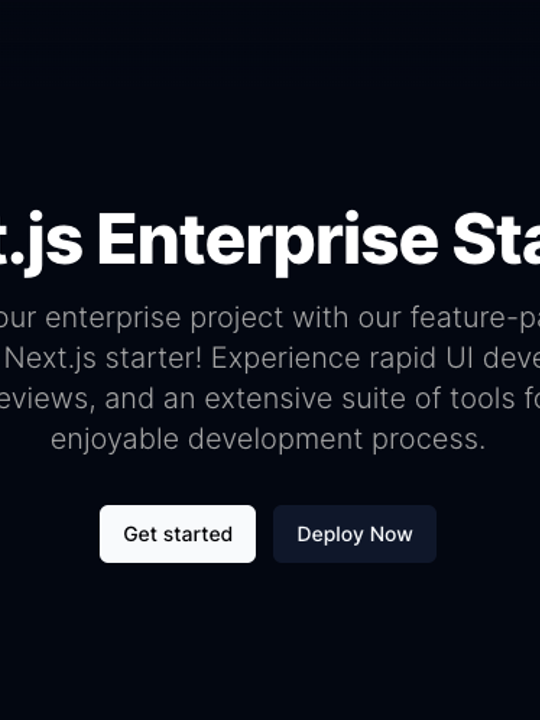 t.js Enterprise Sta
our enterprise project with our feature-pa
Next.js starter! Experience rapid UI deve
eviews, and an extensive suite of tools fo
enjoyable development process.
Get started
Deploy Now